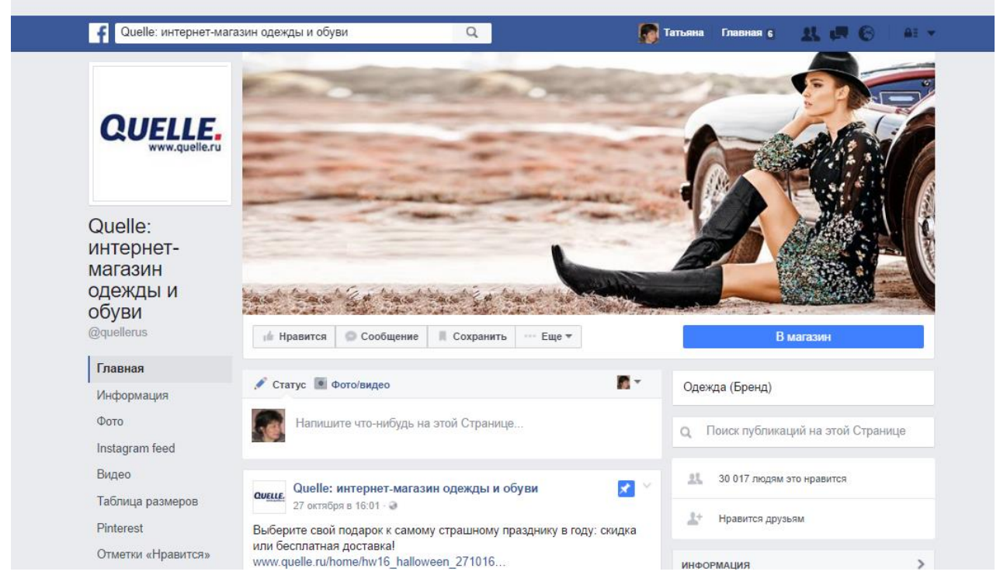 Quelle: интернет-магазин одежды и обуви
Татьяна Главная 6
QUELLE.
www.quelle.ru
Quelle:
интернет-
магазин
одежды и
обуви
@quellerus
Нравится Сообщение Сохранить Еще
В магазин
Главная
Информация
Фото
Instagram feed
Видео
Таблица размеров
Pinterest
Отметки «Нравится»
Статус Фото/видео
Напишите что-нибудь на этой Странице...
QUELLE.
Quelle: интернет-магазин одежды и обуви
27 октября в 16:01 ·
Выберите свой подарок к самому страшному празднику в году: скидка
или бесплатная доставка!
www.quelle.ru/home/hw16_halloween_271016...
Одежда (Бренд)
Поиск публикаций на этой Странице
30 017 людям это нравится
Нравится друзьям
ИНФОРМАЦИЯ